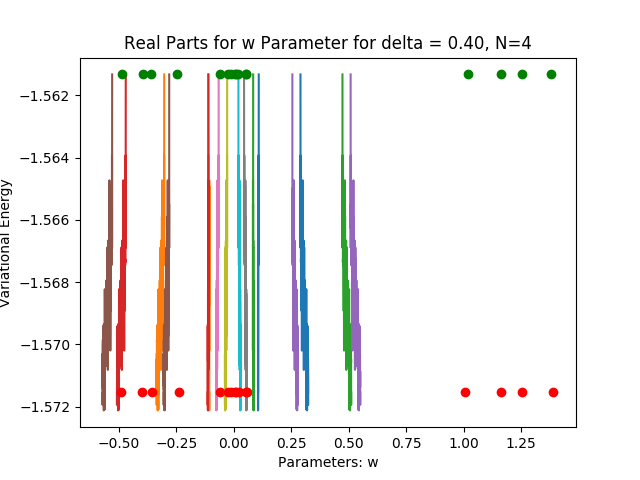 Real Parts for w Parameter for delta = 0.40, N=4
Variational Energy
−1.562
−1.564
−1.566
−1.568
−1.570
−1.572
−0.50 −0.25 0.00 0.25 0.50 0.75 1.00 1.25
Parameters: w